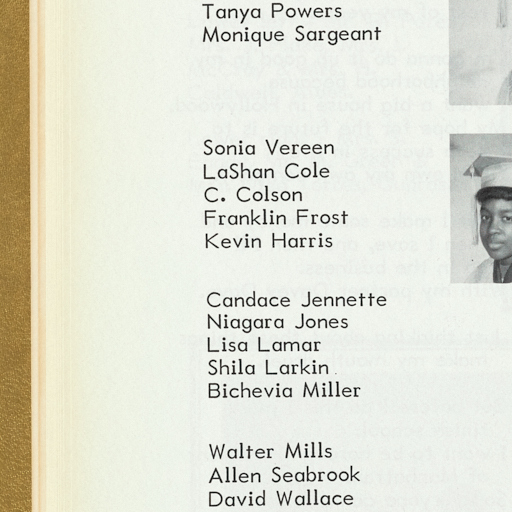 Tanya Powers
Monique Sargeant
Sonia Vereen
LaShan Cole
C. Colson
Franklin Frost
Kevin Harris
Candace Jennette
Niagara Jones
Lisa Lamar
Shila Larkin
Bichevia Miller
Walter Mills
Allen Seabrook
David Wallace